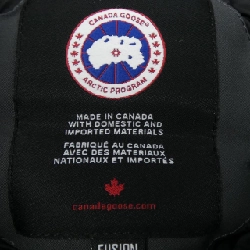 CANADA GOOSE®
ARCTIC PROGRAM
MADE IN CANADA
WITH DOMESTIC AND
IMPORTED MATERIALS
FABRIQUÉ AU CANADA
AVEC DES MATERIAUX
NATIONAUX ET IMPORTÉS
canadagoose.com
FUSION